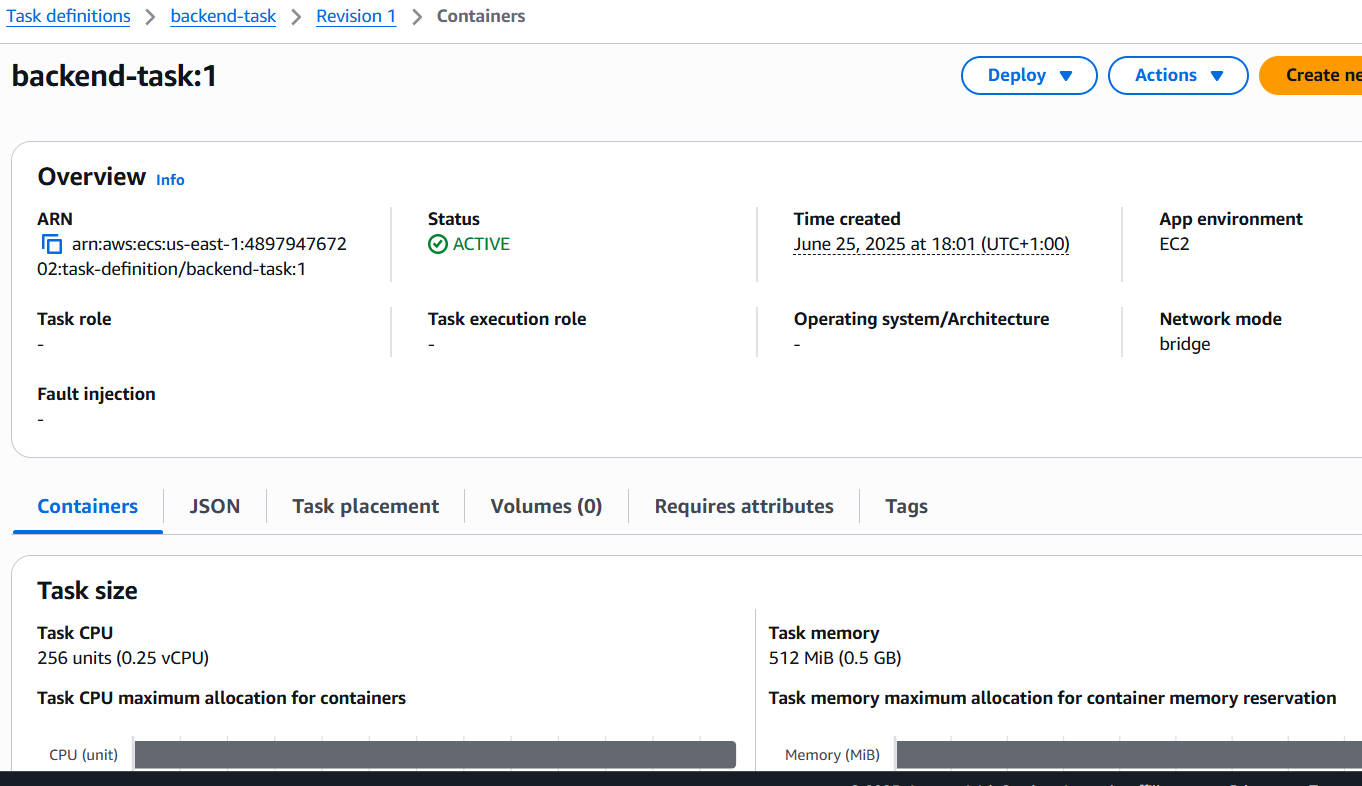 Task definitions > backend-task > Revision 1 > Containers
backend-task:1
Deploy
Actions
Create
Overview Info
ARN
arn:aws:ecs:us-east-1:4897947672
02:task-definition/backend-task:1
Status
ACTIVE
Time created
June 25, 2025 at 18:01 (UTC+1:00)
App environment
EC2
Task role
-
Task execution role
-
Operating system/Architecture
-
Network mode
bridge
Fault injection
-
Containers
JSON
Task placement
Volumes (0)
Requires attributes
Tags
Task size
Task CPU
256 units (0.25 vCPU)
Task CPU maximum allocation for containers
CPU (unit)
Task memory
512 MiB (0.5 GB)
Task memory maximum allocation for container memory reservation
Memory (MiB)